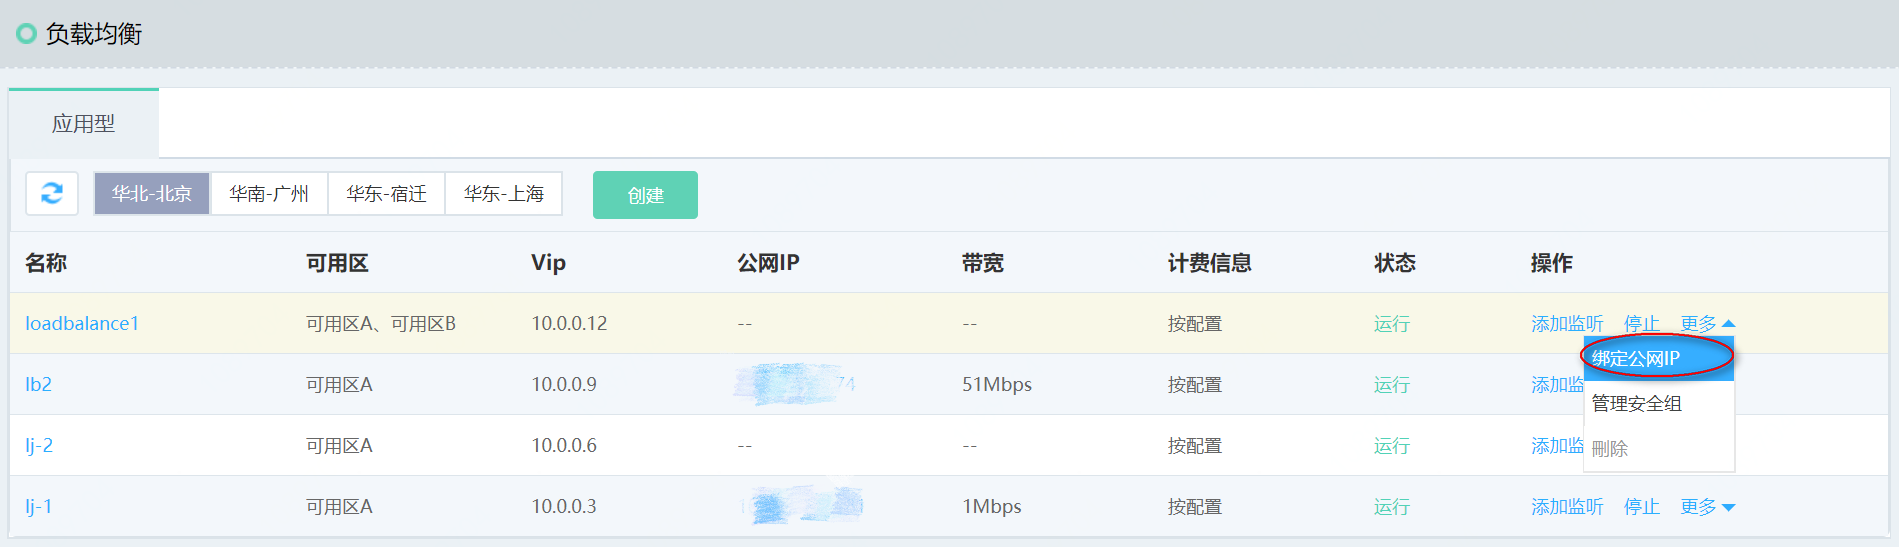 负载均衡
应用型
华北-北京 华南-广州 华东-宿迁 华东-上海 创建
名称 可用区 Vip 公网IP 带宽 计费信息 状态 操作
loadbalance1 可用区A、可用区B 10.0.0.12 -- -- 按配置 运行 添加监听 停止 更多
绑定公网IP
lb2 可用区A 10.0.0.9 74 51Mbps 按配置 运行 添加监
管理安全组
lj-2 可用区A 10.0.0.6 -- -- 按配置 运行 添加监
刪除
lj-1 可用区A 10.0.0.3 1Mbps 按配置 运行 添加监听 停止 更多